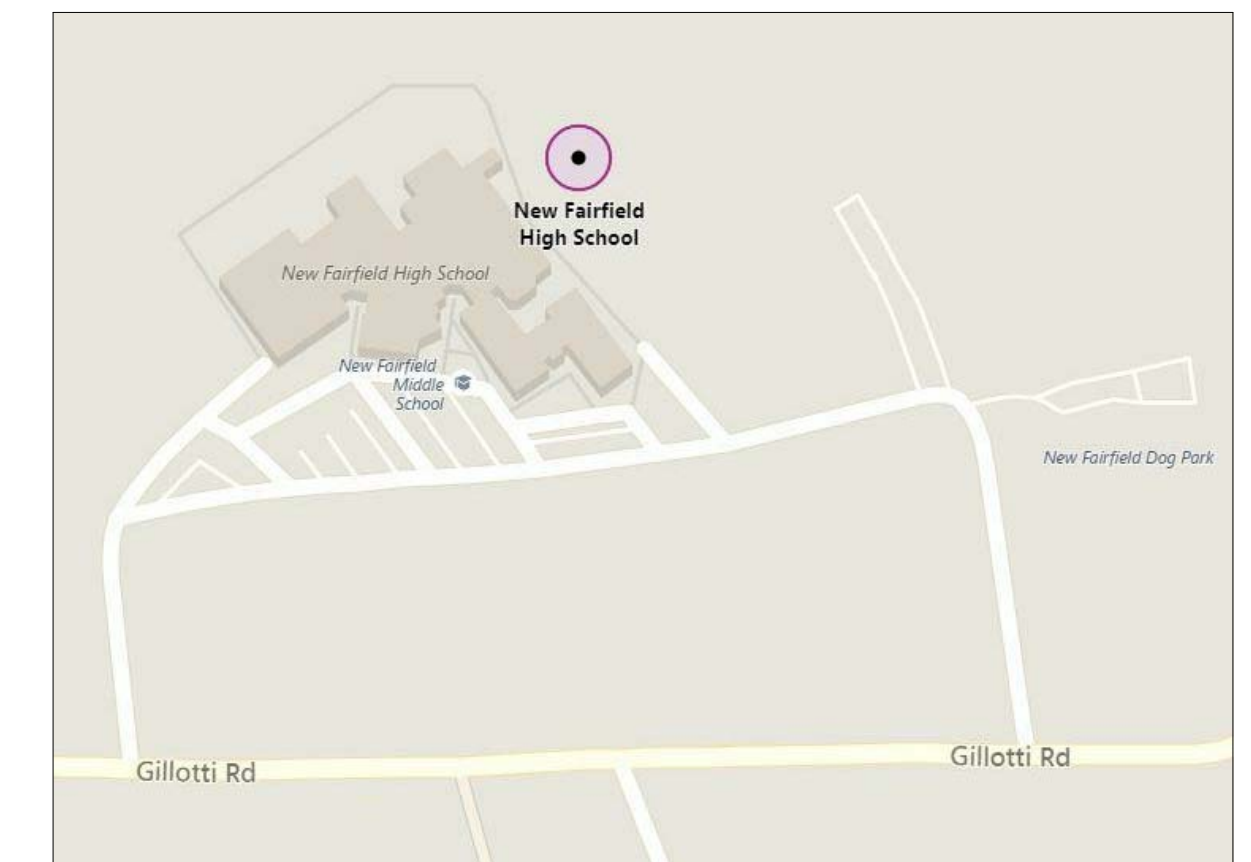 New Fairfield
High School
New Fairfield High School
New Fairfield
Middle
School
New Fairfield Dog Park
Gillotti Rd
Gillotti Rd